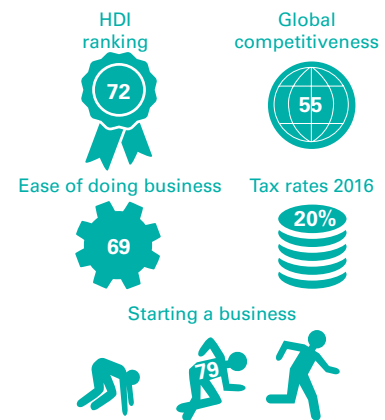 HDI
ranking
72
Global
competitiveness
55
Ease of doing business
69
Tax rates 2016
20%
Starting a business
79